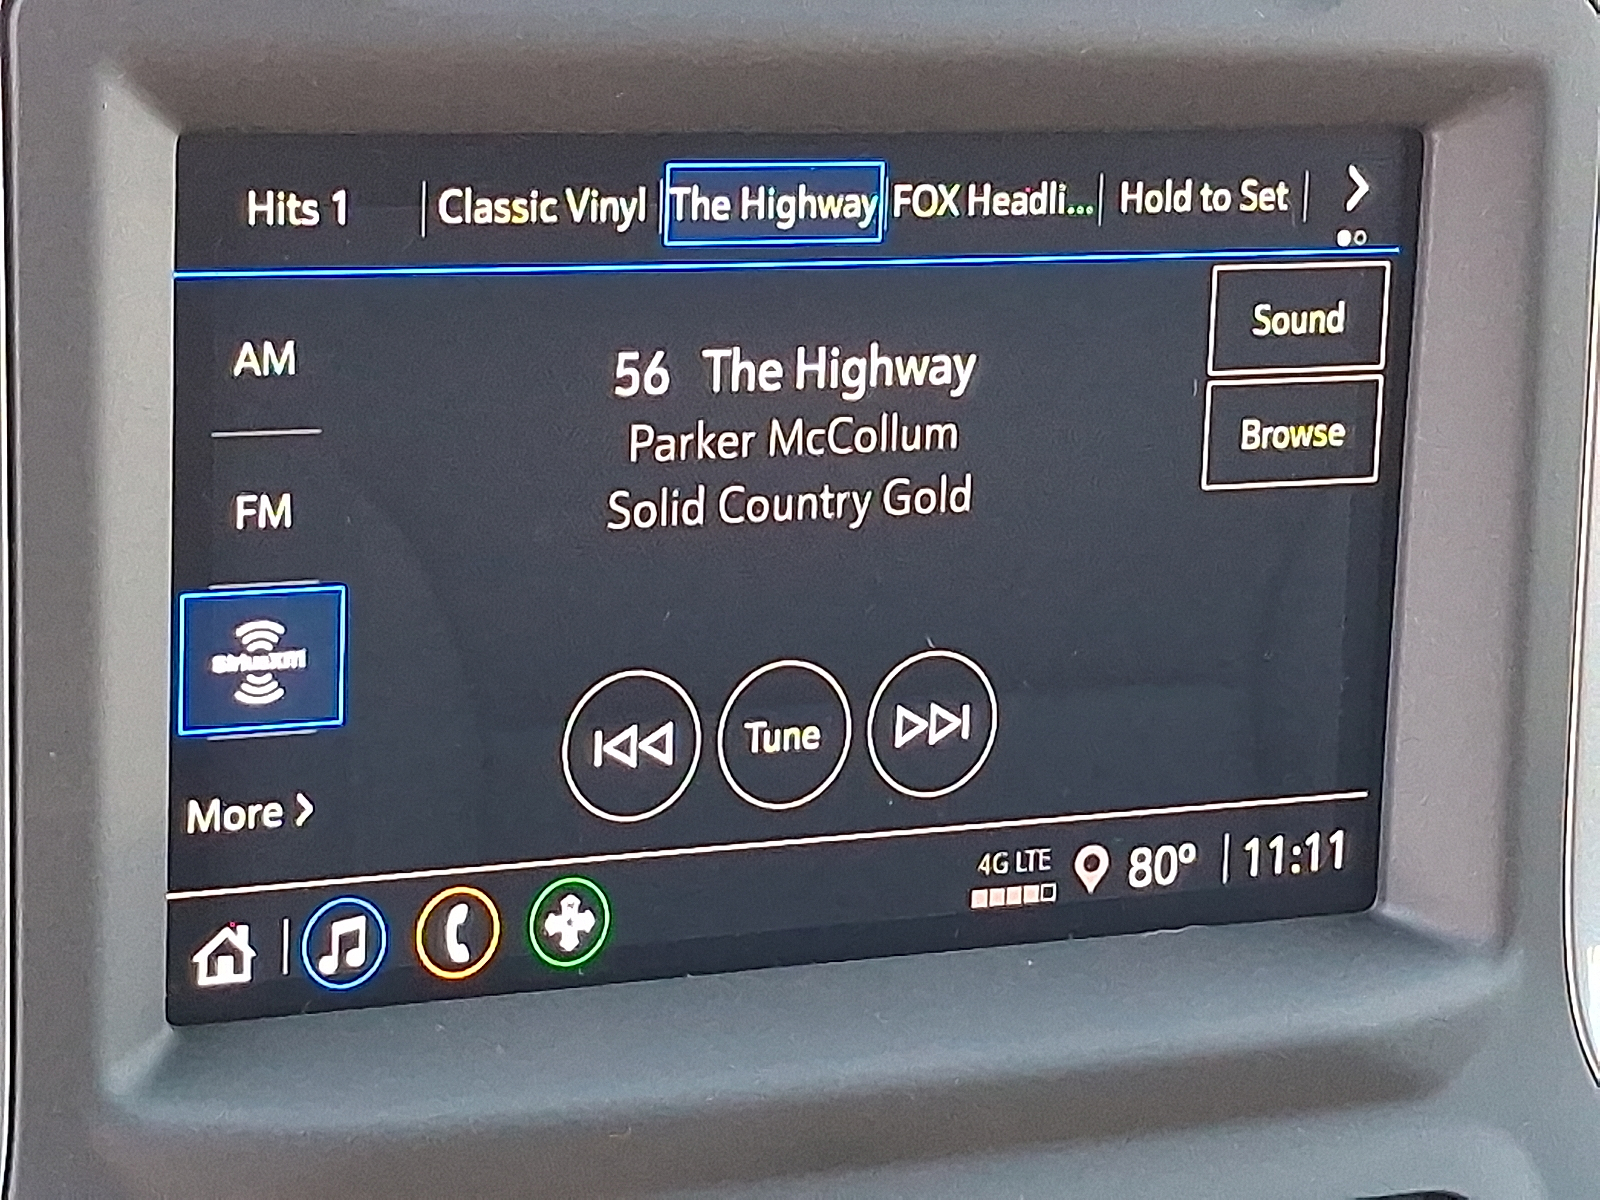 Hits 1 Classic Vinyl The Highway FOX Headli... Hold to Set
Sound
AM
56 The Highway
Browse
Parker McCollum
FM
Solid Country Gold
SiriusXM
Tune
More
4G LTE 80° 11:11